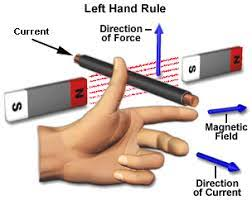 Left Hand Rule
Current
Direction
of Force
S
N
N
S
Magnetic
Field
Direction
of Current